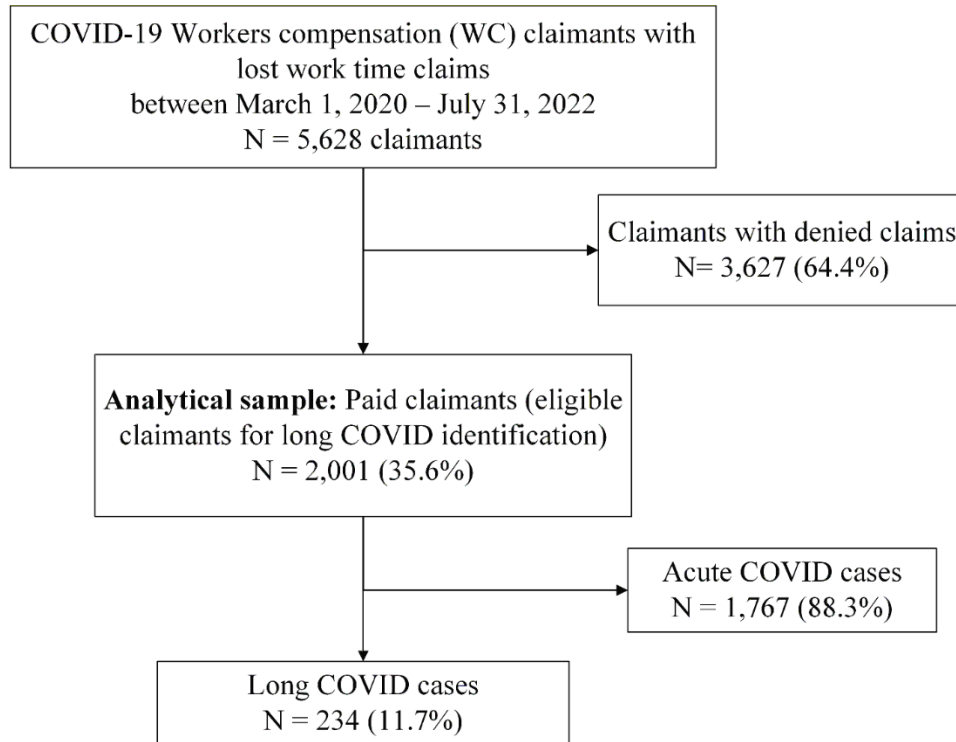 COVID-19 Workers compensation (WC) claimants with
lost work time claims
between March 1, 2020 – July 31, 2022
N = 5,628 claimants
Claimants with denied claims
N= 3,627 (64.4%)
Analytical sample: Paid claimants (eligible
claimants for long COVID identification)
N = 2,001 (35.6%)
Acute COVID cases
N = 1,767 (88.3%)
Long COVID cases
N = 234 (11.7%)